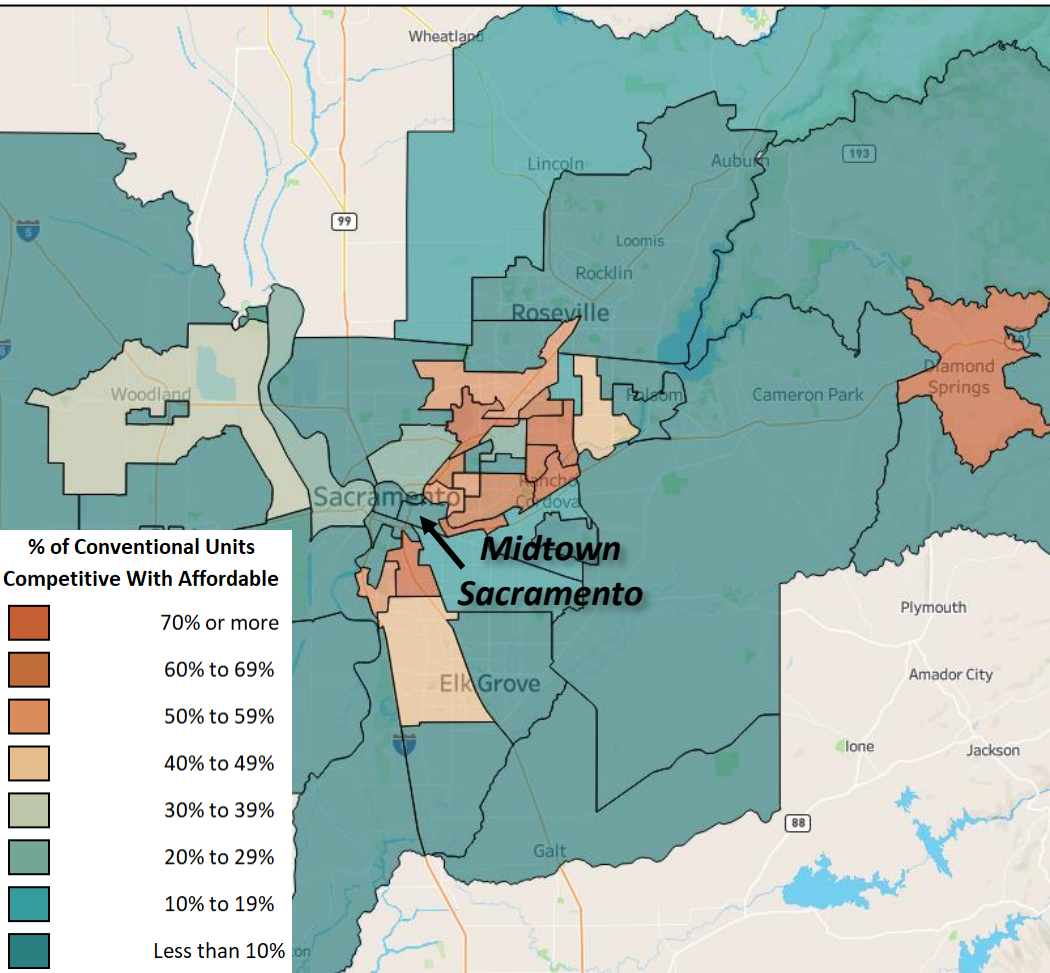 Wheatland
Lincoln
Auburn
193
5
99
Loomis
Rocklin
Roseville
Woodland
Folsom
Cameron Park
Diamond
Springs
Sacramento
Rancho
Cordova
Midtown
Sacramento
% of Conventional Units
Competitive With Affordable
70% or more
60% to 69%
50% to 59%
40% to 49%
30% to 39%
20% to 29%
10% to 19%
Less than 10%
Elk Grove
Plymouth
Amador City
Ione
Jackson
88
Galt